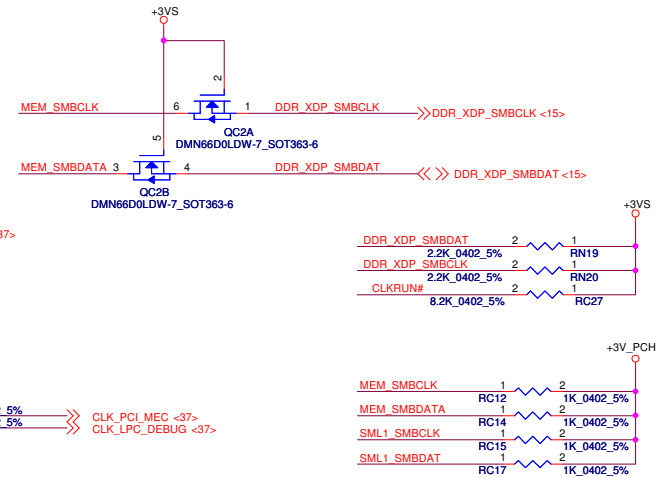 +3VS
2
MEM_SMBCLK 6 1 DDR_XDP_SMBCLK DDR_XDP_SMBCLK <15>
QC2A
DMN66D0LDW-7_SOT363-6
5
MEM_SMBDATA 3 4 DDR_XDP_SMBDAT DDR_XDP_SMBDAT <15>
QC2B
DMN66D0LDW-7_SOT363-6
37>
+3VS
DDR_XDP_SMBDAT 2 1
2.2K_0402_5% RN19
DDR_XDP_SMBCLK 2 1
2.2K_0402_5% RN20
CLKRUN# 2 1
8.2K_0402_5% RC27
+3V_PCH
MEM_SMBCLK 1 2
RC12 1K_0402_5%
MEM_SMBDATA 1 2
RC14 1K_0402_5%
SML1_SMBCLK 1 2
RC15 1K_0402_5%
SML1_SMBDAT 1 2
RC17 1K_0402_5%
5% CLK_PCI_MEC <37>
5% CLK_LPC_DEBUG <37>